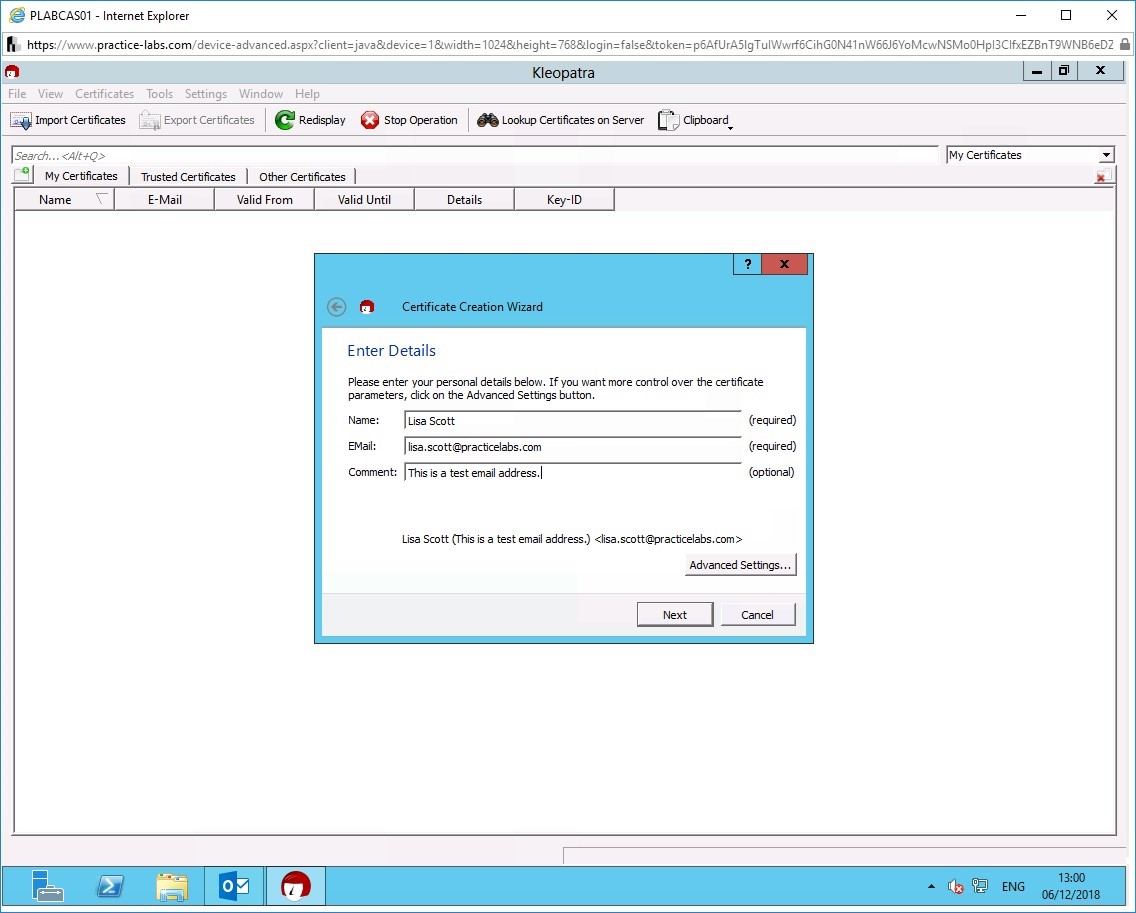 PLABCAS01 - Internet Explorer
https://www.practice-labs.com/device-advanced.aspx?client=java&device=1&width=1024&height=768&login=false&token=
Kleopatra
File View Certificates Tools Settings Window Help
Import Certificates Export Certificates Redisplay Stop Operation Lookup Certificates on Server Clipboard
Search...<Alt+Q> My Certificates
My Certificates Trusted Certificates Other Certificates
Name E-Mail Valid From Valid Until Details Key-ID
?
Certificate Creation Wizard
Enter Details
Please enter your personal details below. If you want more control over the certificate
parameters, click on the Advanced Settings button.
Name: Lisa Scott (required)
EMail: lisa.scott@practicelabs.com (required)
Comment: This is a test email address. (optional)
Lisa Scott (This is a test email address.) <lisa.scott@practicelabs.com>
Advanced Settings...
Next Cancel
ENG 13:00
06/12/2018